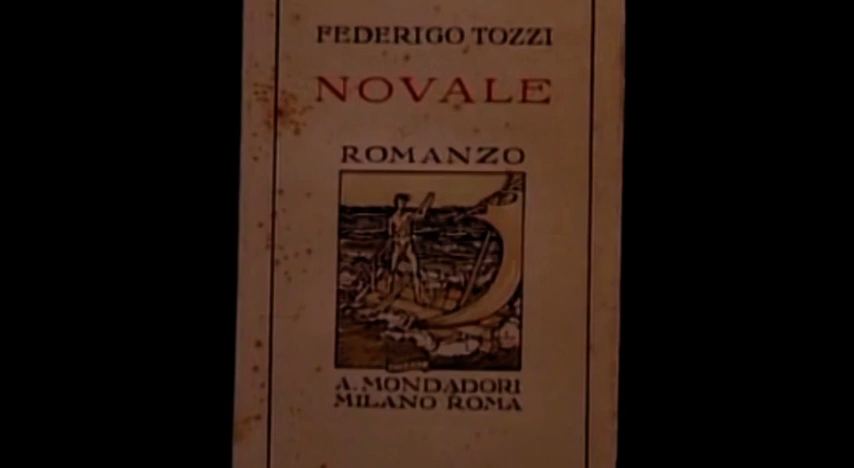 FEDERIGO TOZZI
NOVALE
ROMANZO
A. MONDADORI
MILANO ROMA